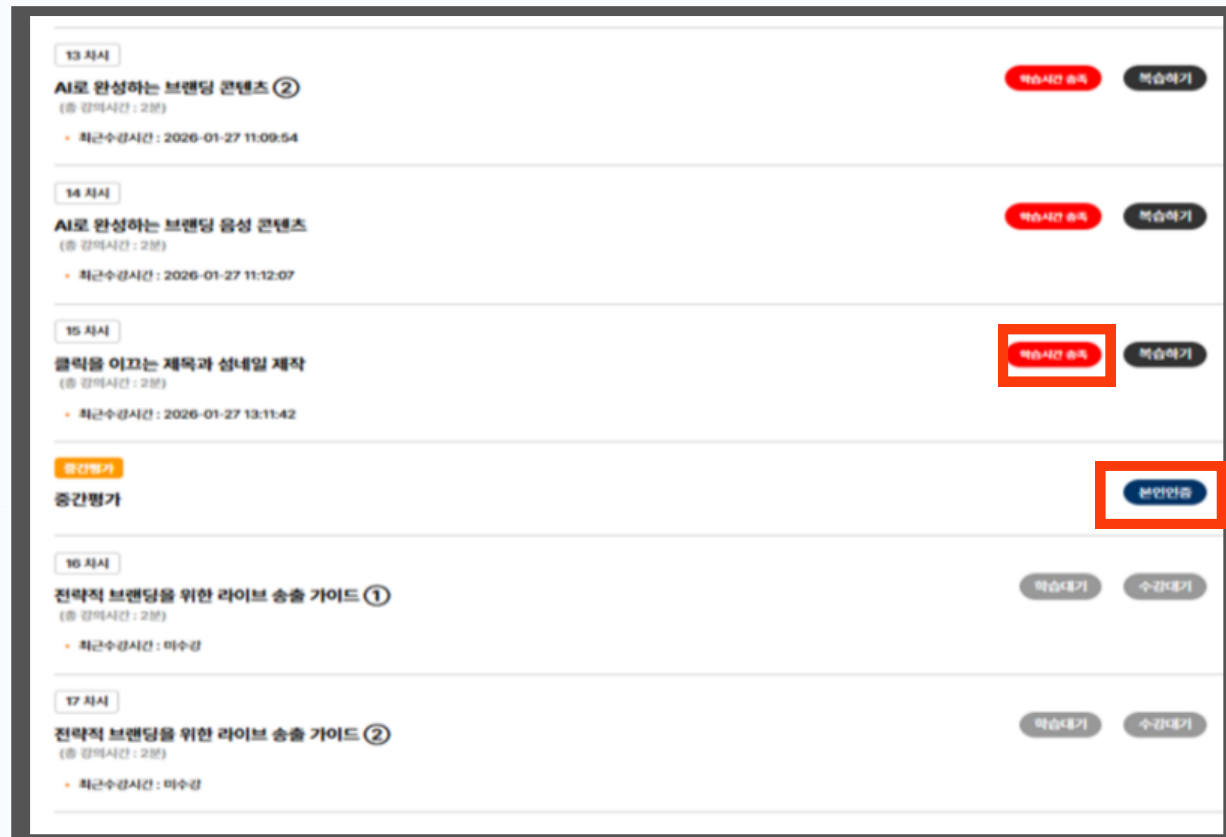 13 차시
AI로 완성하는 브랜딩 콘텐츠 ②
(총 강의시간 : 2분)
• 최근수강시간 : 2026-01-27 11:09:54
학습시간 충족
복습하기
14 차시
AI로 완성하는 브랜딩 음성 콘텐츠
(총 강의시간 : 2분)
• 최근수강시간 : 2026-01-27 11:12:07
학습시간 충족
복습하기
15 차시
클릭을 이끄는 제목과 섬네일 제작
(총 강의시간 : 2분)
• 최근수강시간 : 2026-01-27 13:11:42
학습시간 충족
복습하기
중간평가
중간평가
본인인증
16 차시
전략적 브랜딩을 위한 라이브 송출 가이드 ①
(총 강의시간 : 2분)
• 최근수강시간 : 미수강
학습대기
수강대기
17 차시
전략적 브랜딩을 위한 라이브 송출 가이드 ②
(총 강의시간 : 2분)
• 최근수강시간 : 미수강
학습대기
수강대기